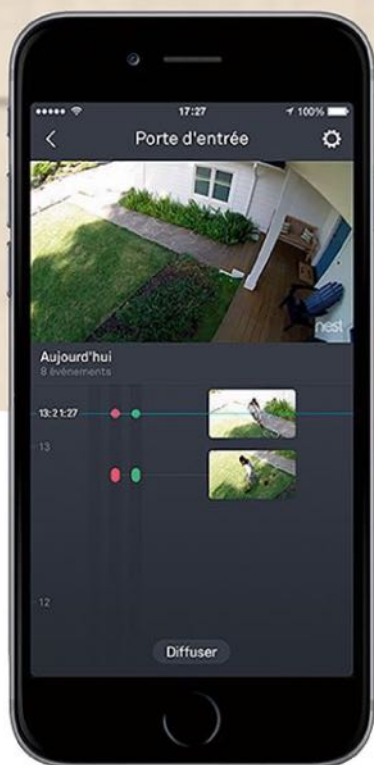 17:27
100%
Porte d'entrée
nest
Aujourd'hui
8 événements
13:21:27
13
12
Diffuser